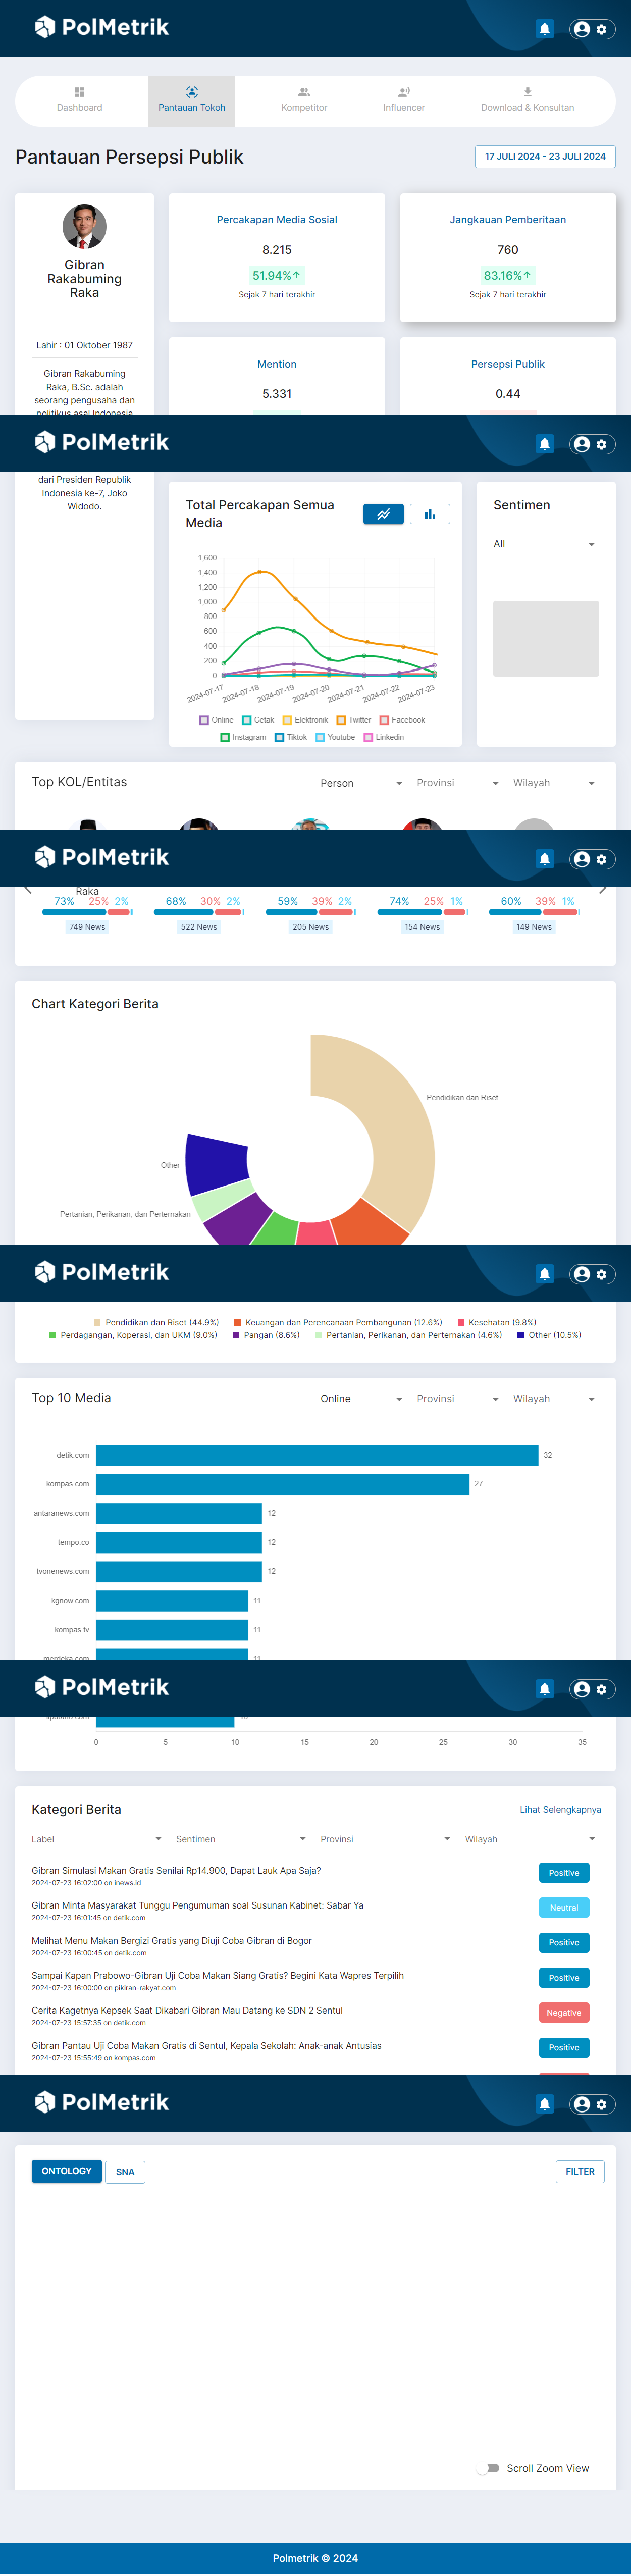 PolMetrik
Dashboard
Pantauan Tokoh
Kompetitor
Influencer
Download & Konsultan
Pantauan Persepsi Publik
17 JULI 2024 - 23 JULI 2024
Gibran
Rakabuming
Raka
Lahir : 01 Oktober 1987
Gibran Rakabuming
Raka, B.Sc. adalah
seorang pengusaha dan
politikus asal Indonesia
Percakapan Media Sosial
8.215
51.94%↑
Sejak 7 hari terakhir
Jangkauan Pemberitaan
760
83.16%↑
Sejak 7 hari terakhir
Mention
5.331
Persepsi Publik
0.44
PolMetrik
dari Presiden Republik
Indonesia ke-7, Joko
Widodo.
Total Percakapan Semua
Media
1,600
1,400
1,200
1,000
800
600
400
200
0
2024-07-17
2024-07-18
2024-07-19
2024-07-20
2024-07-21
2024-07-22
2024-07-23
Online Cetak Elektronik Twitter Facebook
Instagram Tiktok Youtube Linkedin
Sentimen
All
Top KOL/Entitas
Person
Provinsi
Wilayah
PolMetrik
Raka
73% 25% 2%
749 News
68% 30% 2%
522 News
59% 39% 2%
205 News
74% 25% 1%
154 News
60% 39% 1%
149 News
Chart Kategori Berita
Pendidikan dan Riset
Other
Pertanian, Perikanan, dan Perternakan
PolMetrik
Pendidikan dan Riset (44.9%) Keuangan dan Perencanaan Pembangunan (12.6%) Kesehatan (9.8%)
Perdagangan, Koperasi, dan UKM (9.0%) Pangan (8.6%) Pertanian, Perikanan, dan Perternakan (4.6%) Other (10.5%)
Top 10 Media
Online
Provinsi
Wilayah
detik.com 32
kompas.com 27
antaranews.com 12
tempo.co 12
tvonenews.com 12
kgnow.com 11
kompas.tv 11
merdeka.com 11
PolMetrik
0 5 10 15 20 25 30 35
Kategori Berita
Lihat Selengkapnya
Label
Sentimen
Provinsi
Wilayah
Gibran Simulasi Makan Gratis Senilai Rp14.900, Dapat Lauk Apa Saja?
2024-07-23 16:02:00 on inews.id
Positive
Gibran Minta Masyarakat Tunggu Pengumuman soal Susunan Kabinet: Sabar Ya
2024-07-23 16:01:45 on detik.com
Neutral
Melihat Menu Makan Bergizi Gratis yang Diuji Coba Gibran di Bogor
2024-07-23 16:00:45 on detik.com
Positive
Sampai Kapan Prabowo-Gibran Uji Coba Makan Siang Gratis? Begini Kata Wapres Terpilih
2024-07-23 16:00:00 on pikiran-rakyat.com
Positive
Cerita Kagetnya Kepsek Saat Dikabari Gibran Mau Datang ke SDN 2 Sentul
2024-07-23 15:57:35 on detik.com
Negative
Gibran Pantau Uji Coba Makan Gratis di Sentul, Kepala Sekolah: Anak-anak Antusias
2024-07-23 15:55:49 on kompas.com
Positive
PolMetrik
ONTOLOGY
SNA
FILTER
Scroll Zoom View
Polmetrik © 2024